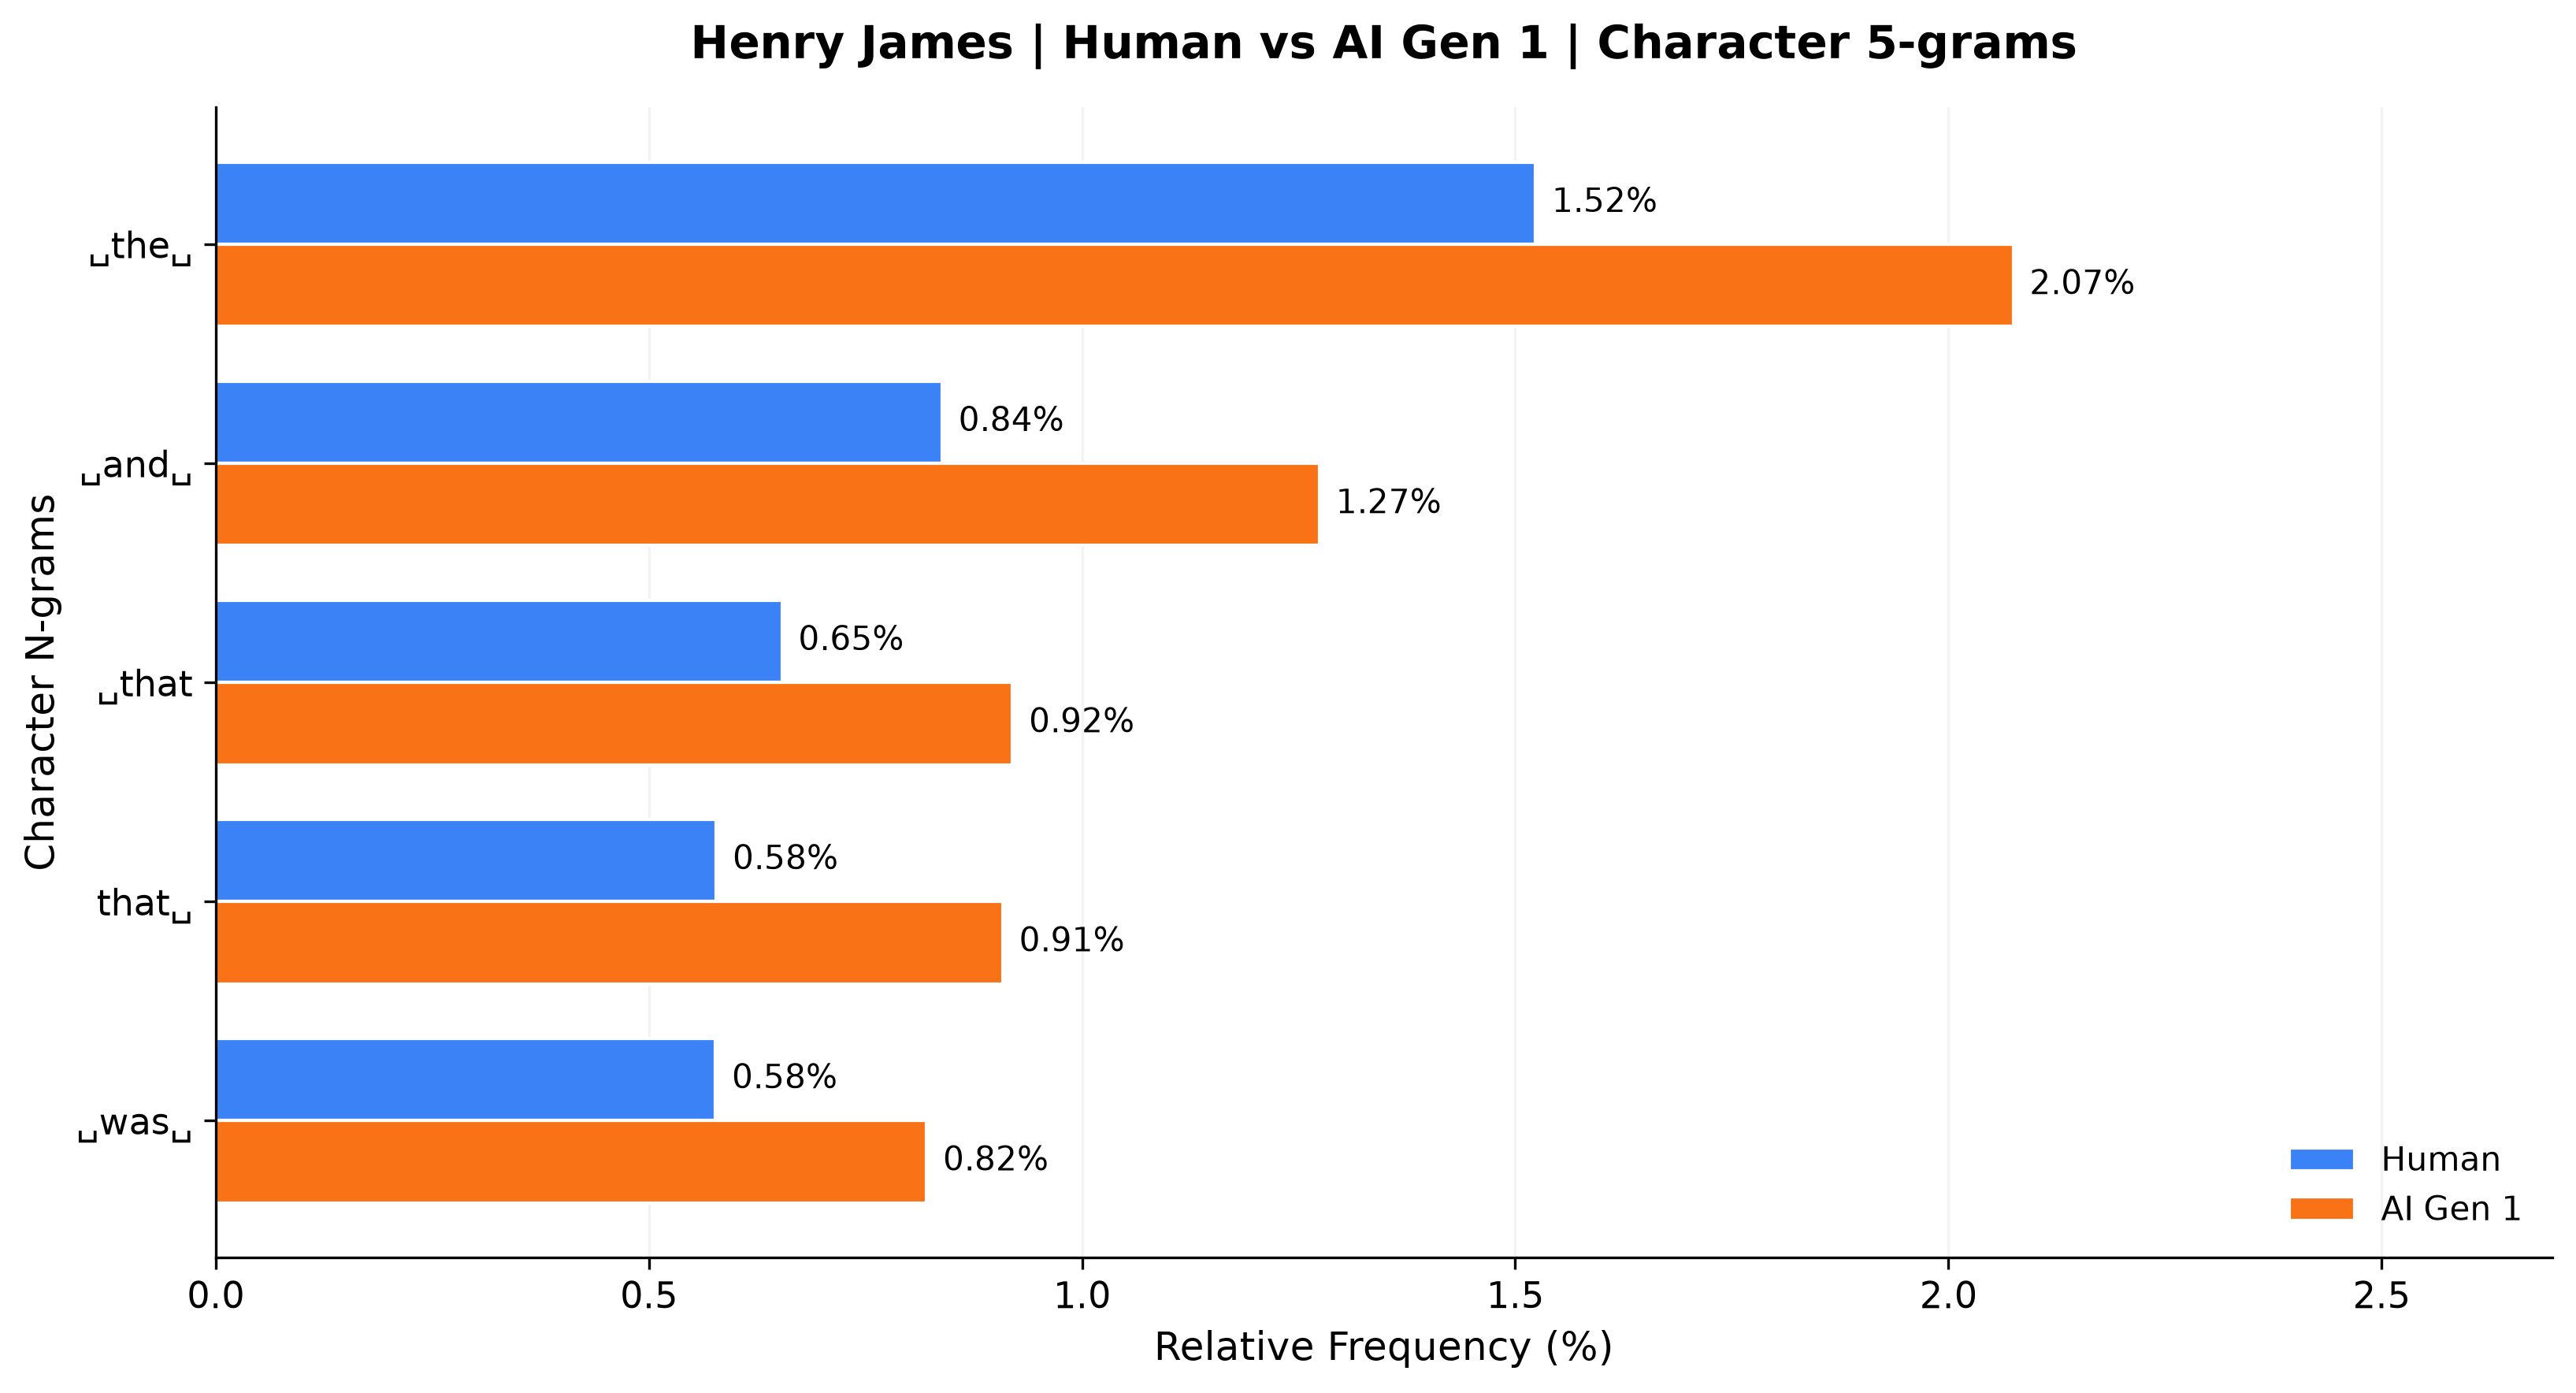 Henry James | Human vs AI Gen 1 | Character 5-grams
Character N-grams
␣the␣
1.52%
2.07%
␣and␣
0.84%
1.27%
␣that
0.65%
0.92%
that␣
0.58%
0.91%
␣was␣
0.58%
0.82%
Human
AI Gen 1
0.0 0.5 1.0 1.5 2.0 2.5
Relative Frequency (%)